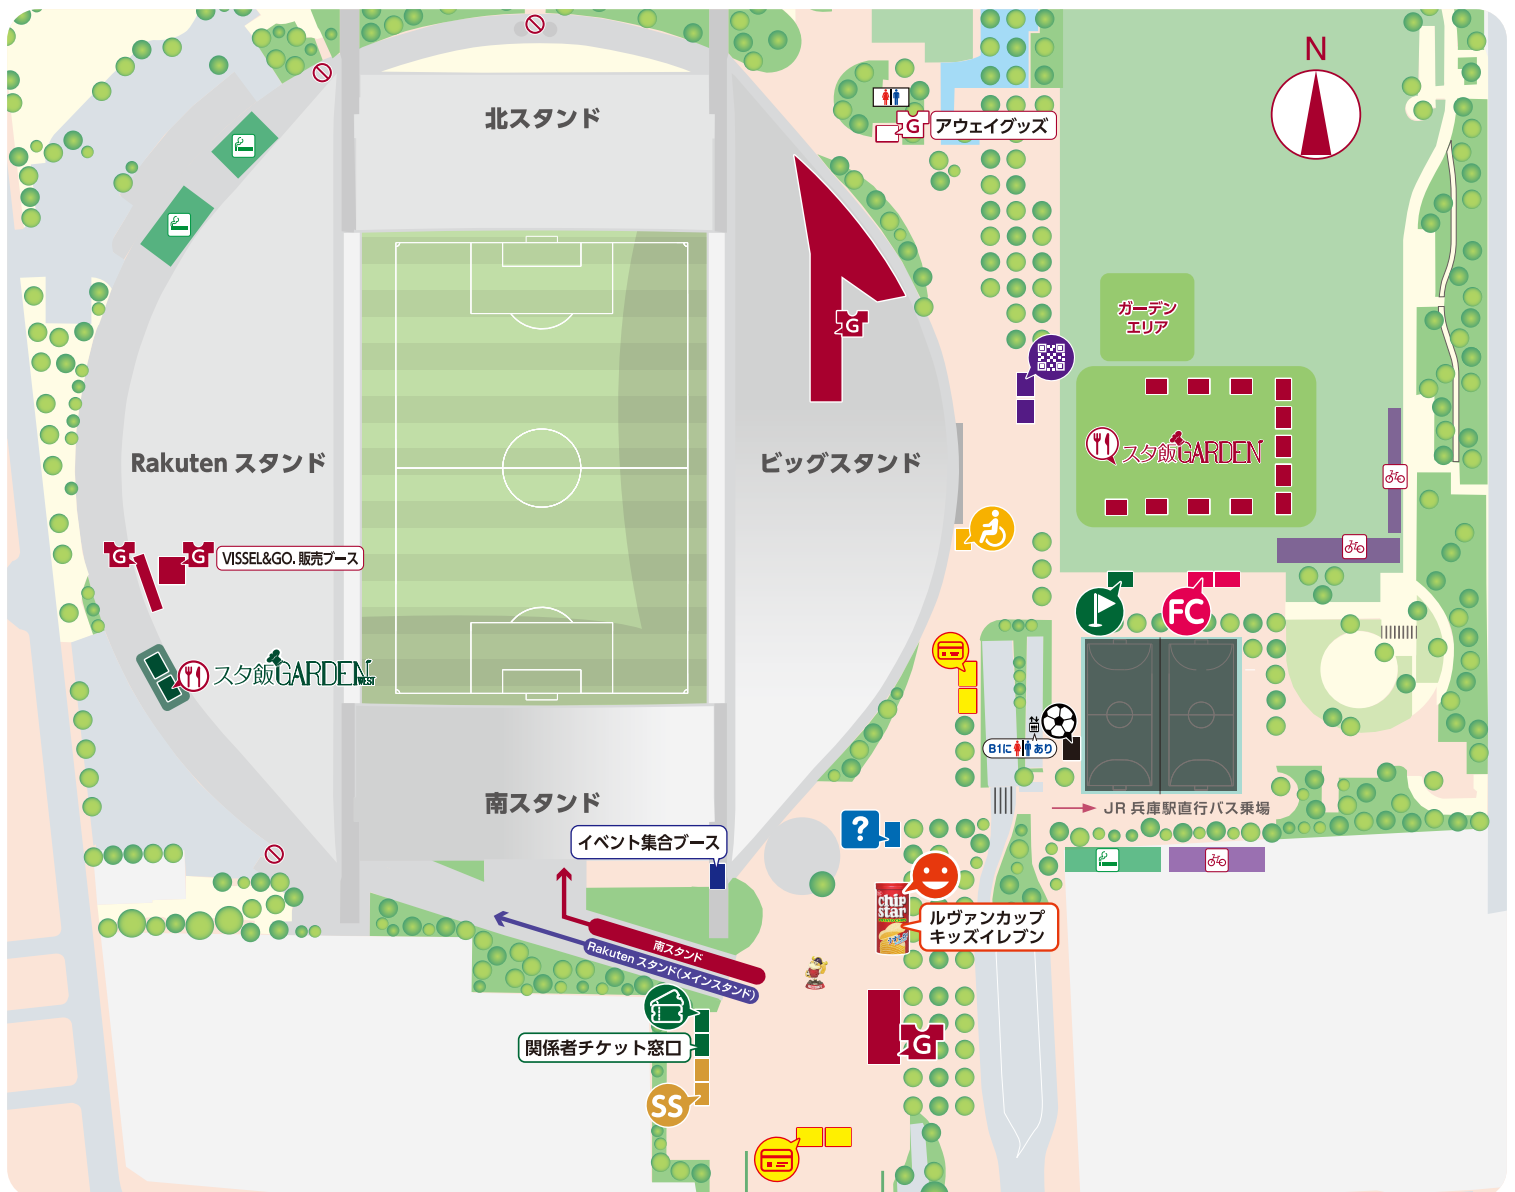 N
北スタンド
G
アウェイグッズ
ガーデン
エリア
G
Rakuten スタンド
ビッグスタンド
スタ飯GARDEN
G
G
VISSEL&GO. 販売ブース
FC
スタ飯GARDEN
WEST
B1に
あり
南スタンド
JR 兵庫駅直行バス乗場
イベント集合ブース
?
Chip
star
ルヴァンカップ
キッズイレブン
南スタンド
Rakuten スタンド(メインスタンド)
関係者チケット窓口
G
SS